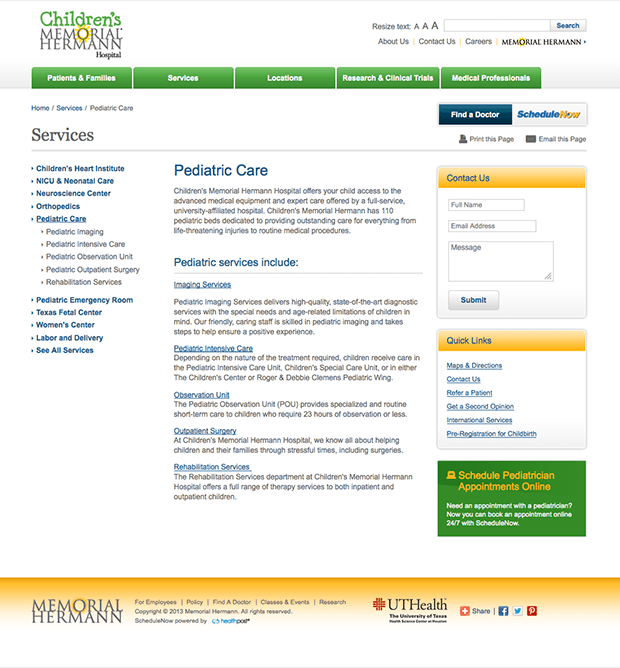 Children's
MEMORIAL
HERMANN
Hospital
Resize text: A A A
Search
About Us | Contact Us | Careers | MEMORIAL HERMANN
Patients & Families
Services
Locations
Research & Clinical Trials
Medical Professionals
Home / Services / Pediatric Care
Find a Doctor
ScheduleNow
Services
Print this Page
Email this Page
Children's Heart Institute
NICU & Neonatal Care
Neuroscience Center
Orthopedics
Pediatric Care
Pediatric Imaging
Pediatric Intensive Care
Pediatric Observation Unit
Pediatric Outpatient Surgery
Rehabilitation Services
Pediatric Emergency Room
Texas Fetal Center
Women's Center
Labor and Delivery
See All Services
Pediatric Care
Children's Memorial Hermann Hospital offers your child access to the
advanced medical equipment and expert care offered by a full-service,
university-affiliated hospital. Children's Memorial Hermann has 110
pediatric beds dedicated to providing outstanding care for everything from
life-threatening injuries to routine medical procedures.
Pediatric services include:
Imaging Services
Pediatric Imaging Services delivers high-quality, state-of-the-art diagnostic
services with the special needs and age-related limitations of children in
mind. Our friendly, caring staff is skilled in pediatric imaging and takes
steps to help ensure a positive experience.
Pediatric Intensive Care
Depending on the nature of the treatment required, children receive care in
the Pediatric Intensive Care Unit, Children's Special Care Unit, or in either
The Children's Center or Roger & Debbie Clemens Pediatric Wing.
Observation Unit
The Pediatric Observation Unit (POU) provides specialized and routine
short-term care to children who require 23 hours of observation or less.
Outpatient Surgery
At Children's Memorial Hermann Hospital, we know all about helping
children and their families through stressful times, including surgeries.
Rehabilitation Services
The Rehabilitation Services department at Children's Memorial Hermann
Hospital offers a full range of therapy services to both inpatient and
outpatient children.
Contact Us
Full Name
Email Address
Message
Submit
Quick Links
Maps & Directions
Contact Us
Refer a Patient
Get a Second Opinion
International Services
Pre-Registration for Childbirth
Schedule Pediatrician
Appointments Online
Need an appointment with a pediatrician?
Now you can book an appointment online
24/7 with ScheduleNow.
MEMORIAL
HERMANN
For Employees | Policy | Find A Doctor | Classes & Events | Research
Copyright © 2013 Memorial Hermann. All rights reserved.
ScheduleNow powered by healthpost
UTHealth
The University of Texas
Health Science Center at Houston
Share |